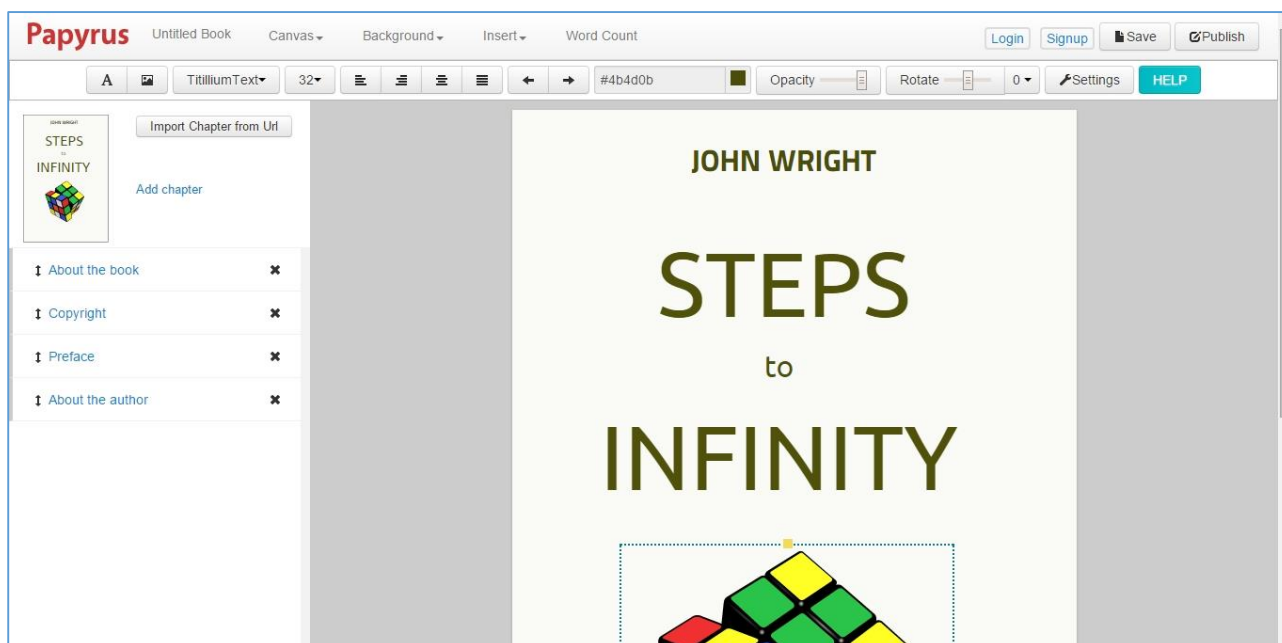 Papyrus Untitled Book Canvas Background Insert Word Count Login Signup Save Publish
A TitilliumText 32 #4b4d0b Opacity Rotate 0 Settings HELP
JOHN WRIGHT
STEPS
to
INFINITY
Import Chapter from Url
Add chapter
About the book
Copyright
Preface
About the author
JOHN WRIGHT
STEPS
to
INFINITY